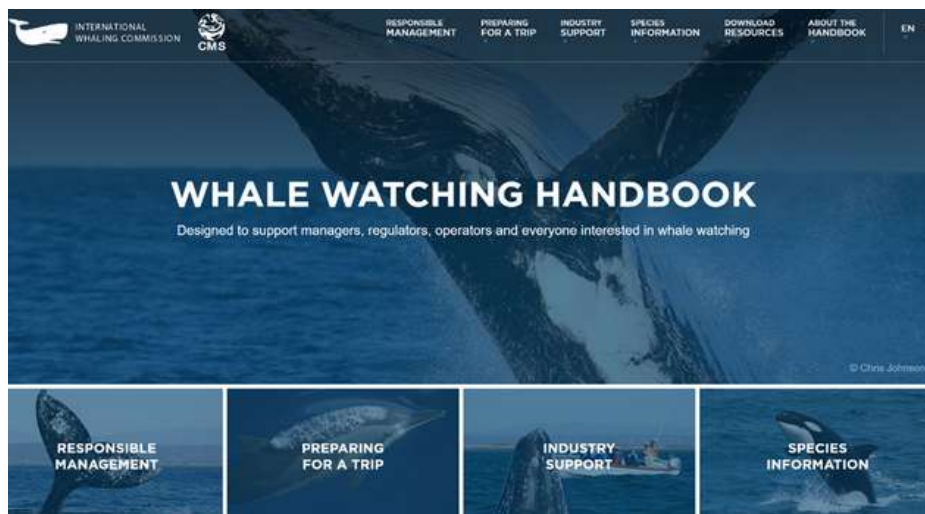 INTERNATIONAL
WHALING COMMISSION
CMS
RESPONSIBLE
MANAGEMENT
PREPARING
FOR A TRIP
INDUSTRY
SUPPORT
SPECIES
INFORMATION
DOWNLOAD
RESOURCES
ABOUT THE
HANDBOOK
EN
WHALE WATCHING HANDBOOK
Designed to support managers, regulators, operators and everyone interested in whale watching
© Chris Johnson
RESPONSIBLE
MANAGEMENT
PREPARING
FOR A TRIP
INDUSTRY
SUPPORT
SPECIES
INFORMATION